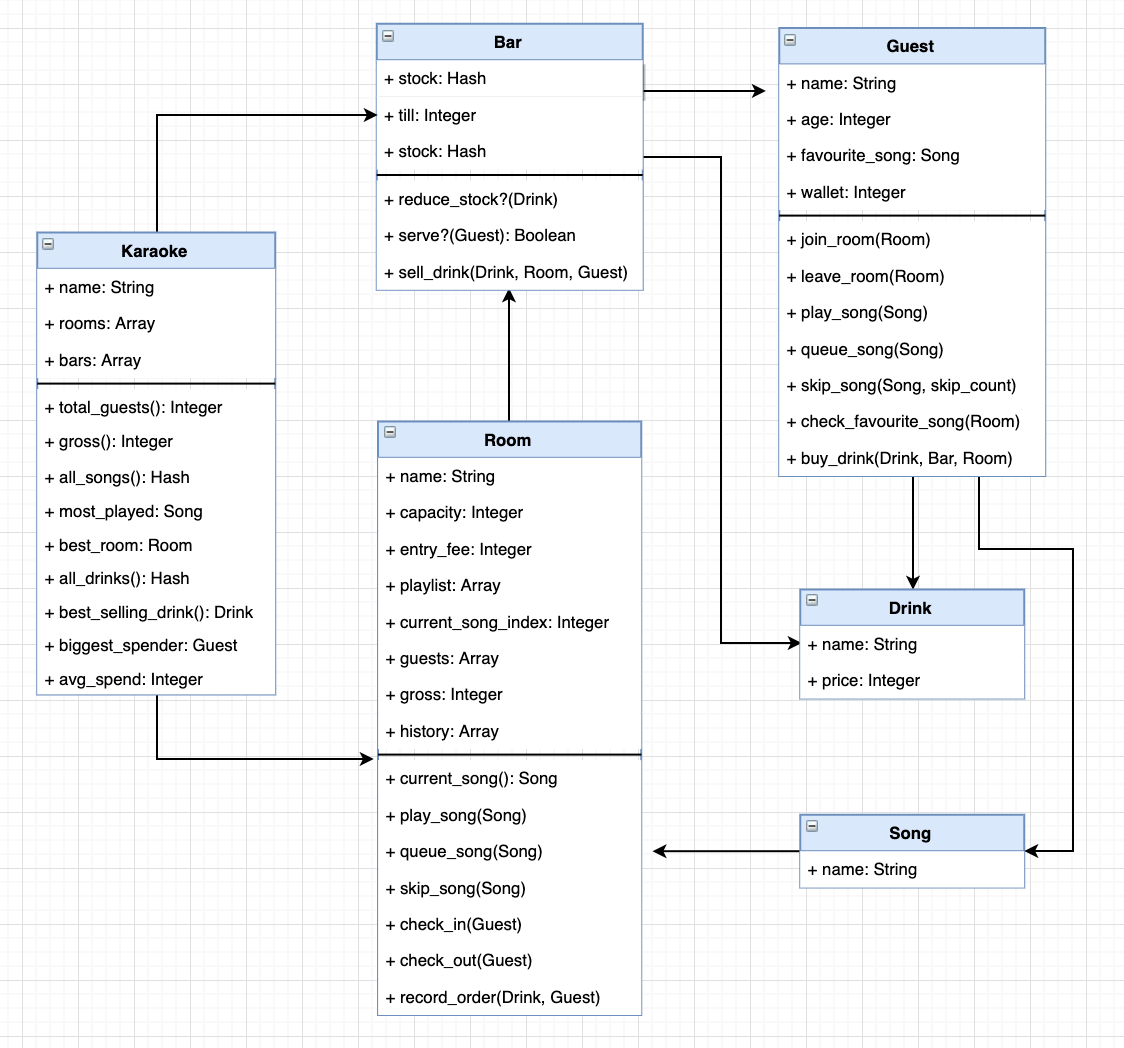 Bar
+ stock: Hash
+ till: Integer
+ stock: Hash
+ reduce_stock?(Drink)
+ serve?(Guest): Boolean
+ sell_drink(Drink, Room, Guest)
Guest
+ name: String
+ age: Integer
+ favourite_song: Song
+ wallet: Integer
+ join_room(Room)
+ leave_room(Room)
+ play_song(Song)
+ queue_song(Song)
+ skip_song(Song, skip_count)
+ check_favourite_song(Room)
+ buy_drink(Drink, Bar, Room)
Karaoke
+ name: String
+ rooms: Array
+ bars: Array
+ total_guests(): Integer
+ gross(): Integer
+ all_songs(): Hash
+ most_played: Song
+ best_room: Room
+ all_drinks(): Hash
+ best_selling_drink(): Drink
+ biggest_spender: Guest
+ avg_spend: Integer
Room
+ name: String
+ capacity: Integer
+ entry_fee: Integer
+ playlist: Array
+ current_song_index: Integer
+ guests: Array
+ gross: Integer
+ history: Array
+ current_song(): Song
+ play_song(Song)
+ queue_song(Song)
+ skip_song(Song)
+ check_in(Guest)
+ check_out(Guest)
+ record_order(Drink, Guest)
Drink
+ name: String
+ price: Integer
Song
+ name: String